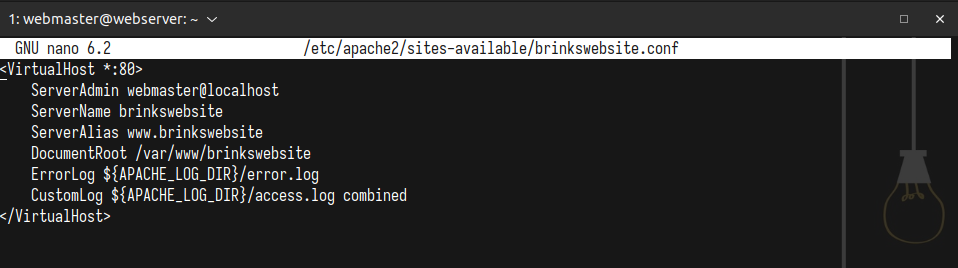 1: webmaster@webserver: ~
GNU nano 6.2 /etc/apache2/sites-available/brinkswebsite.conf
<VirtualHost *:80>
ServerAdmin webmaster@localhost
ServerName brinkswebsite
ServerAlias www.brinkswebsite
DocumentRoot /var/www/brinkswebsite
ErrorLog ${APACHE_LOG_DIR}/error.log
CustomLog ${APACHE_LOG_DIR}/access.log combined
</VirtualHost>